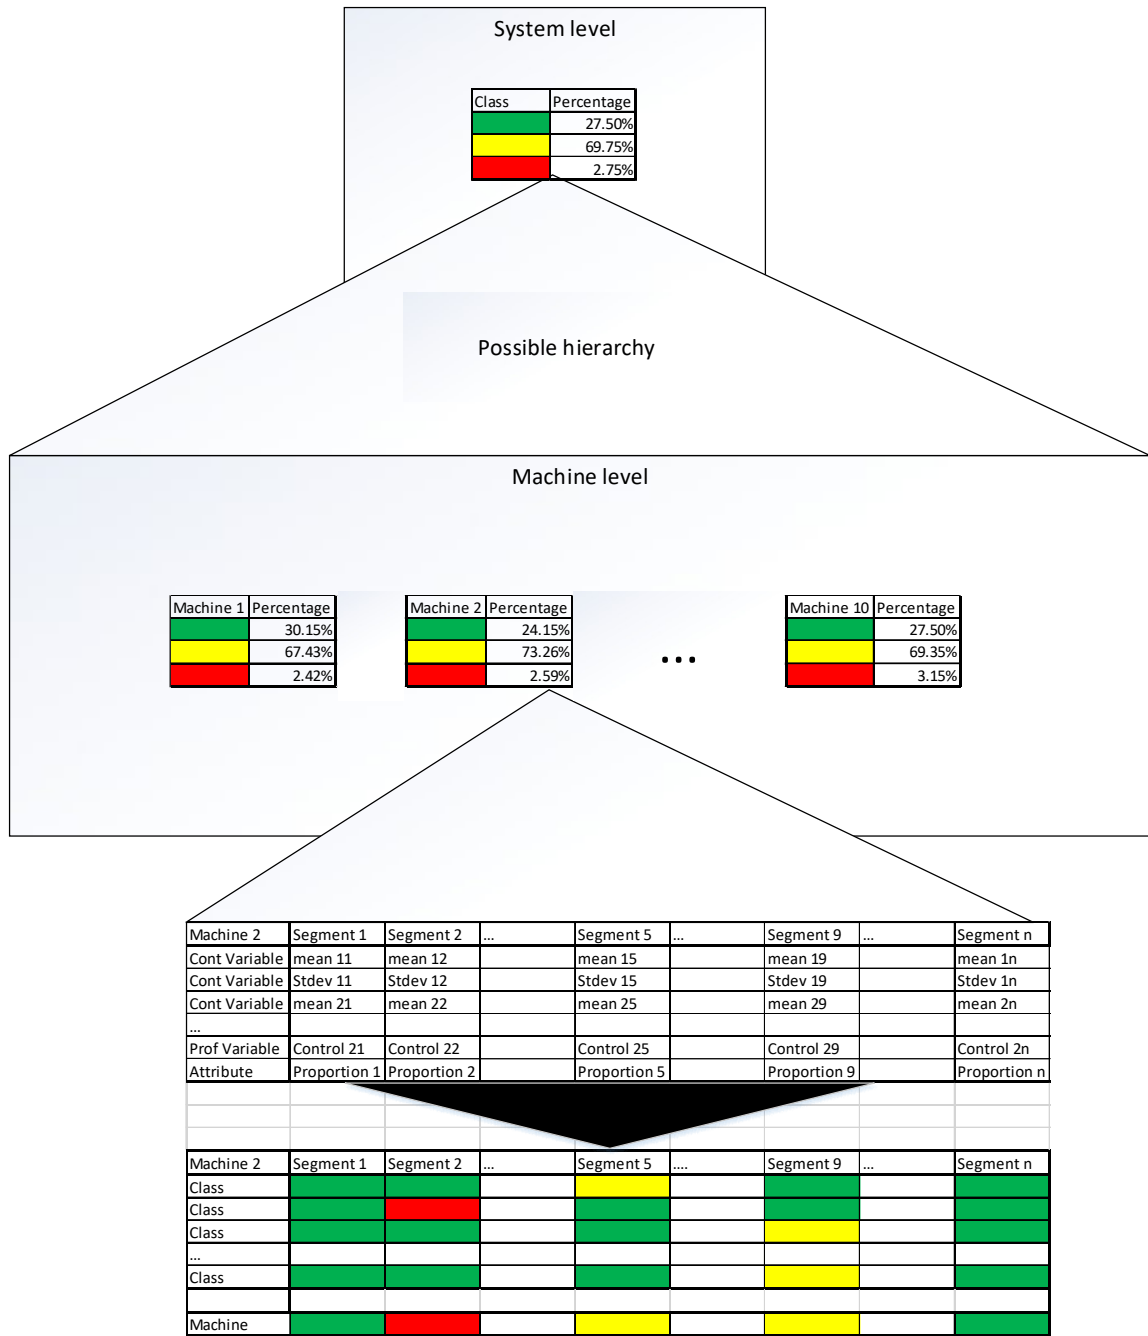 System level
Class Percentage
27.50%
69.75%
2.75%
Possible hierarchy
Machine level
Machine 1 Percentage Machine 2 Percentage Machine 10 Percentage
30.15% 24.15% 27.50%
67.43% 73.26% ... 69.35%
2.42% 2.59% 3.15%
Machine 2 Segment 1 Segment 2 ... Segment 5 ... Segment 9 ... Segment n
Cont Variable mean 11 mean 12 mean 15 mean 19 mean 1n
Cont Variable Stdev 11 Stdev 12 Stdev 15 Stdev 19 Stdev 1n
Cont Variable mean 21 mean 22 mean 25 mean 29 mean 2n
...
Prof Variable Control 21 Control 22 Control 25 Control 29 Control 2n
Attribute Proportion 1 Proportion 2 Proportion 5 Proportion 9 Proportion n
Machine 2 Segment 1 Segment 2 ... Segment 5 .... Segment 9 ... Segment n
Class
Class
Class
...
Class
Machine